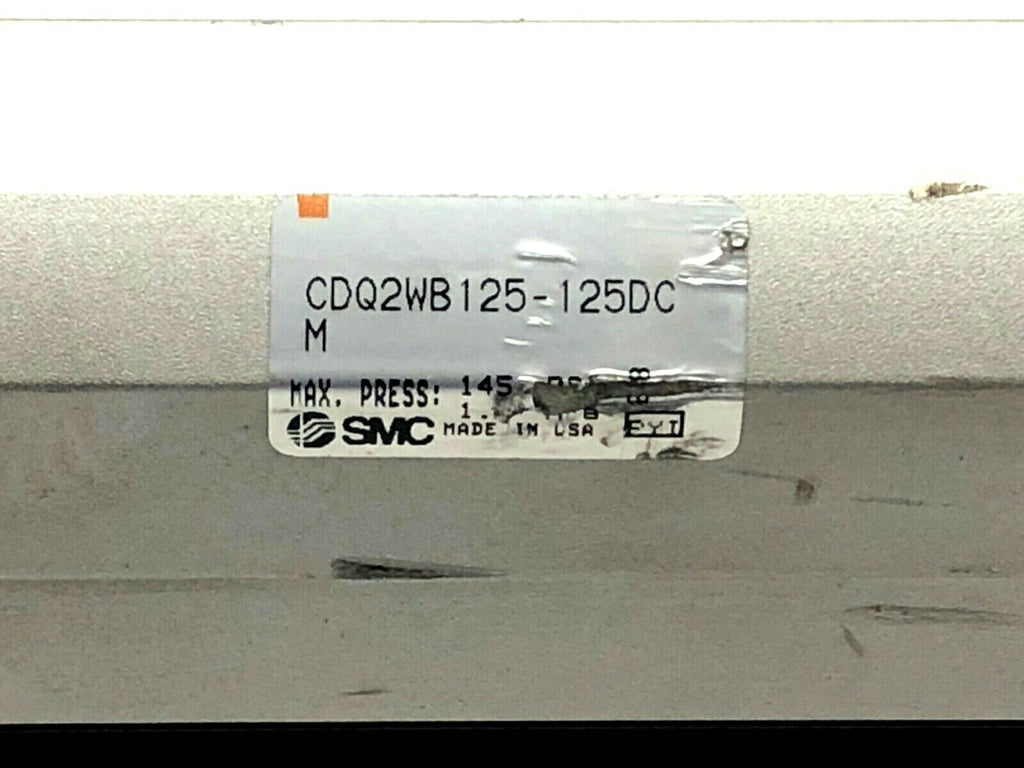 CDQ2WB125-125DC
M
MAX. PRESS: 145
SMC MADE IN USA